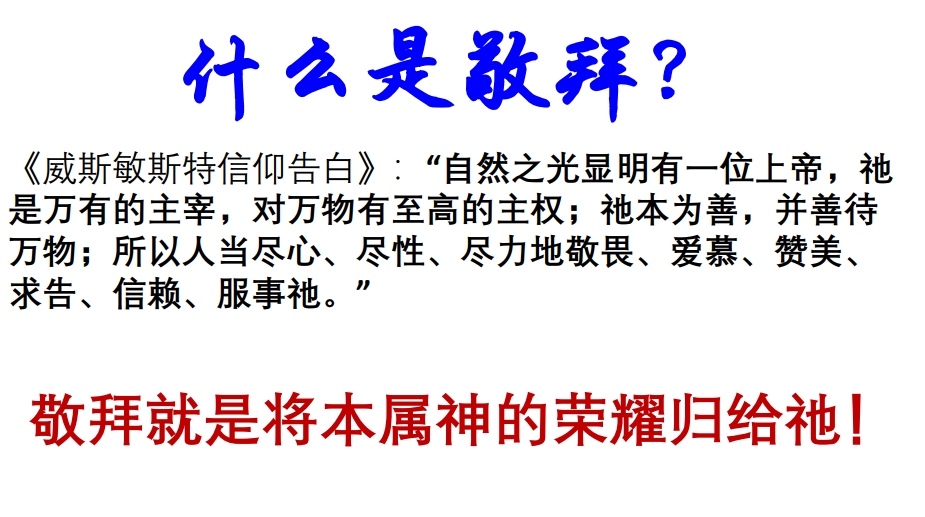 什么是敬拜?
《威斯敏斯特信仰告白》:“自然之光显明有一位上帝，祂
是万有的主宰，对万物有至高的主权；祂本为善，并善待
万物；所以人当尽心、尽性、尽力地敬畏、爱慕、赞美、
求告、信赖、服事祂。”
敬拜就是将本属神的荣耀归给祂！